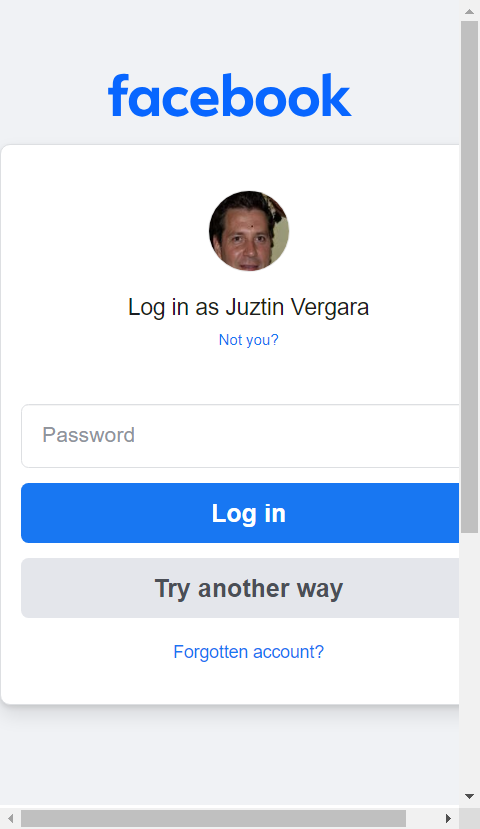 facebook
Log in as Juztin Vergara
Not you?
Password
Log in
Try another way
Forgotten account?